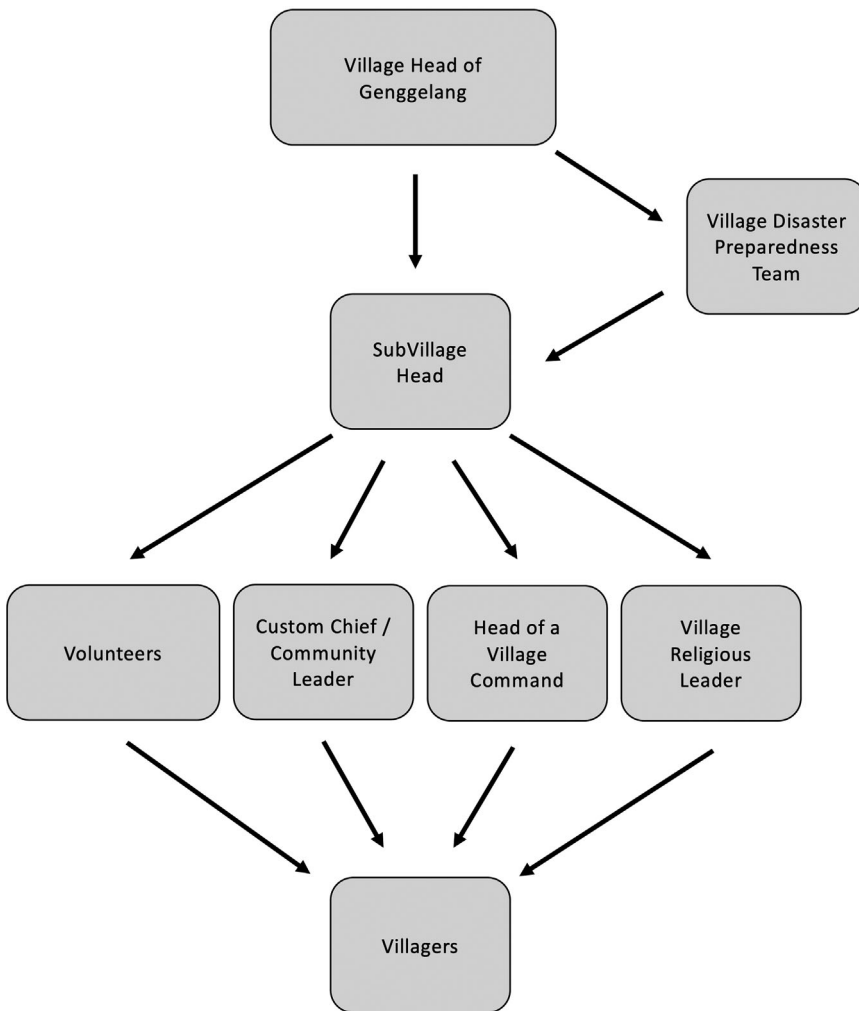 Village Head of
Genggelang
Village Disaster
Preparedness
Team
SubVillage
Head
Volunteers
Custom Chief /
Community
Leader
Head of a
Village
Command
Village
Religious
Leader
Villagers